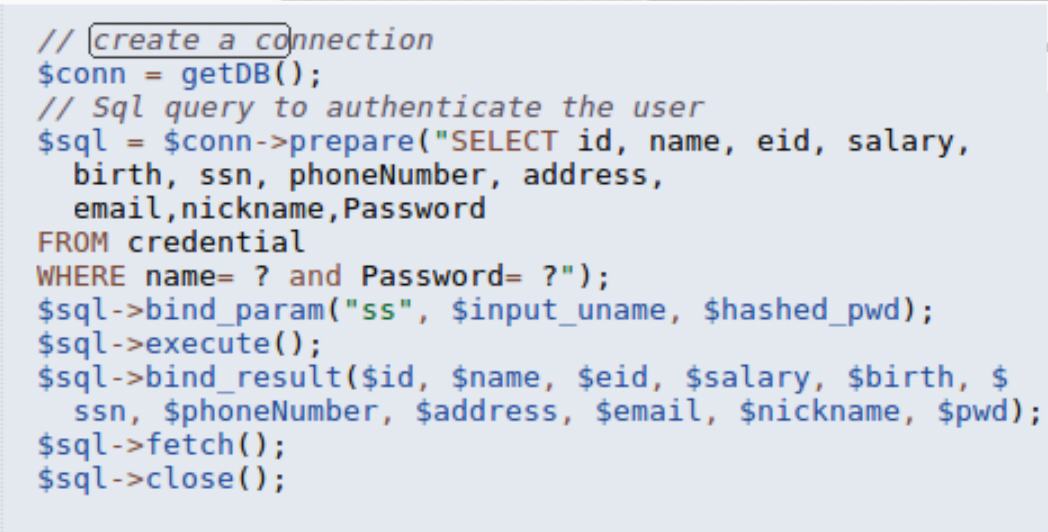 // create a connection
$conn = getDB();
// Sql query to authenticate the user
$sql = $conn->prepare("SELECT id, name, eid, salary,
birth, ssn, phoneNumber, address,
email,nickname,Password
FROM credential
WHERE name= ? and Password= ?");
$sql->bind_param("ss", $input_uname, $hashed_pwd);
$sql->execute();
$sql->bind_result($id, $name, $eid, $salary, $birth, $
ssn, $phoneNumber, $address, $email, $nickname, $pwd);
$sql->fetch();
$sql->close();